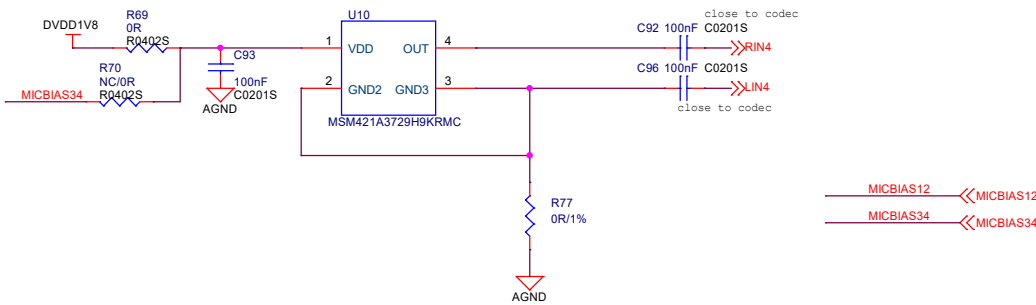 DVDD1V8
R69
0R
R0402S
R70
NC/0R
R0402S
MICBIAS34
C93
100nF
C0201S
AGND
U10
1
VDD
OUT
4
2
GND2
GND3
3
MSM421A3729H9KRMC
close to codec
C92 100nF C0201S
RIN4
C96 100nF C0201S
LIN4
close to codec
R77
0R/1%
AGND
MICBIAS12
MICBIAS12
MICBIAS34
MICBIAS34